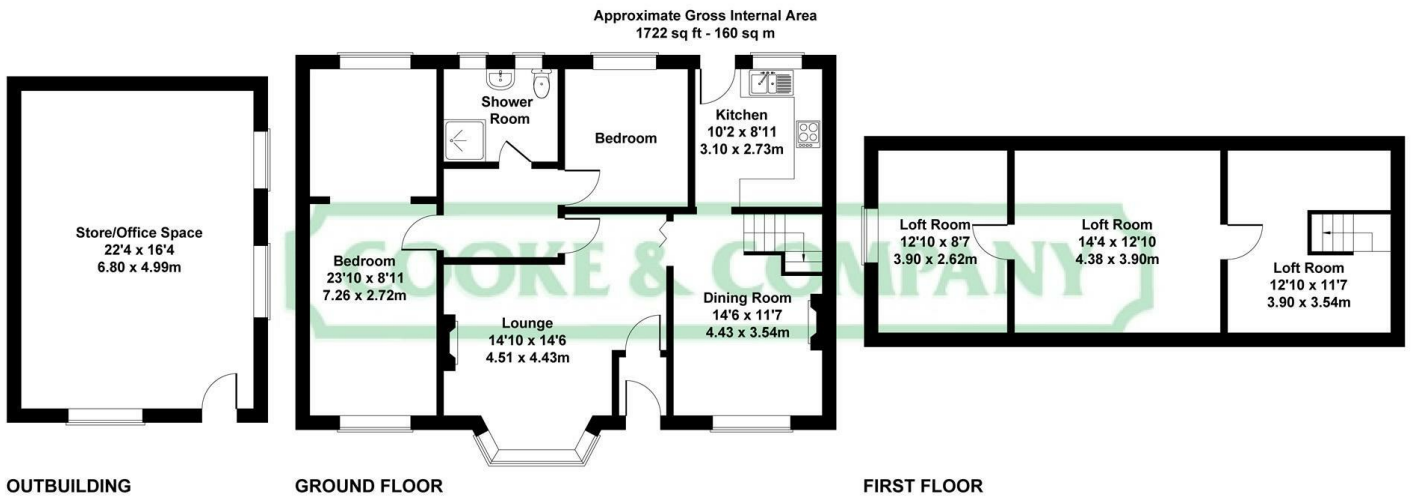 Approximate Gross Internal Area
1722 sq ft - 160 sq m
Store/Office Space
22'4 x 16'4
6.80 x 4.99m
Shower
Room
Bedroom
Kitchen
10'2 x 8'11
3.10 x 2.73m
Bedroom
23'10 x 8'11
7.26 x 2.72m
Lounge
14'10 x 14'6
4.51 x 4.43m
Dining Room
14'6 x 11'7
4.43 x 3.54m
Loft Room
12'10 x 8'7
3.90 x 2.62m
Loft Room
14'4 x 12'10
4.38 x 3.90m
Loft Room
12'10 x 11'7
3.90 x 3.54m
COOKE & COMPANY
OUTBUILDING
GROUND FLOOR
FIRST FLOOR